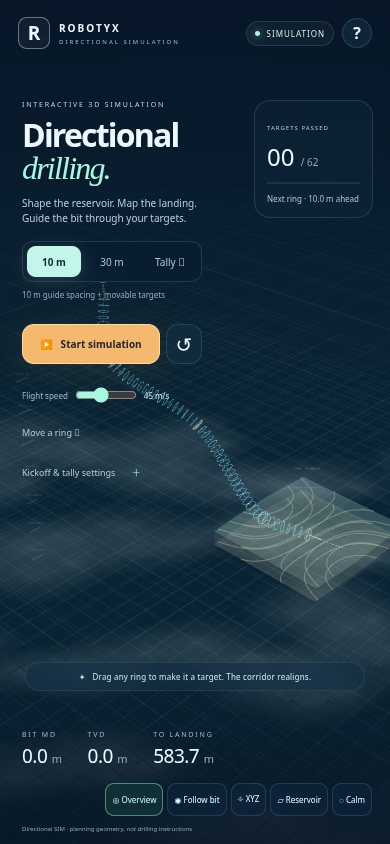 R
ROBOTYX
DIRECTIONAL SIMULATION
SIMULATION
?
INTERACTIVE 3D SIMULATION
Directional
drilling.
Shape the reservoir. Map the landing.
Guide the bit through your targets.
TARGETS PASSED
00 / 62
Next ring · 10.0 m ahead
10 m
30 m
Tally
10 m guide spacing + movable targets
Start simulation
Flight speed
45 m/s
Move a ring
Kickoff & tally settings +
Drag any ring to make it a target. The corridor realigns.
BIT MD
TVD
TO LANDING
0.0 m
0.0 m
583.7 m
Overview
Follow bit
XYZ
Reservoir
Calm
Directional SIM · planning geometry, not drilling instructions